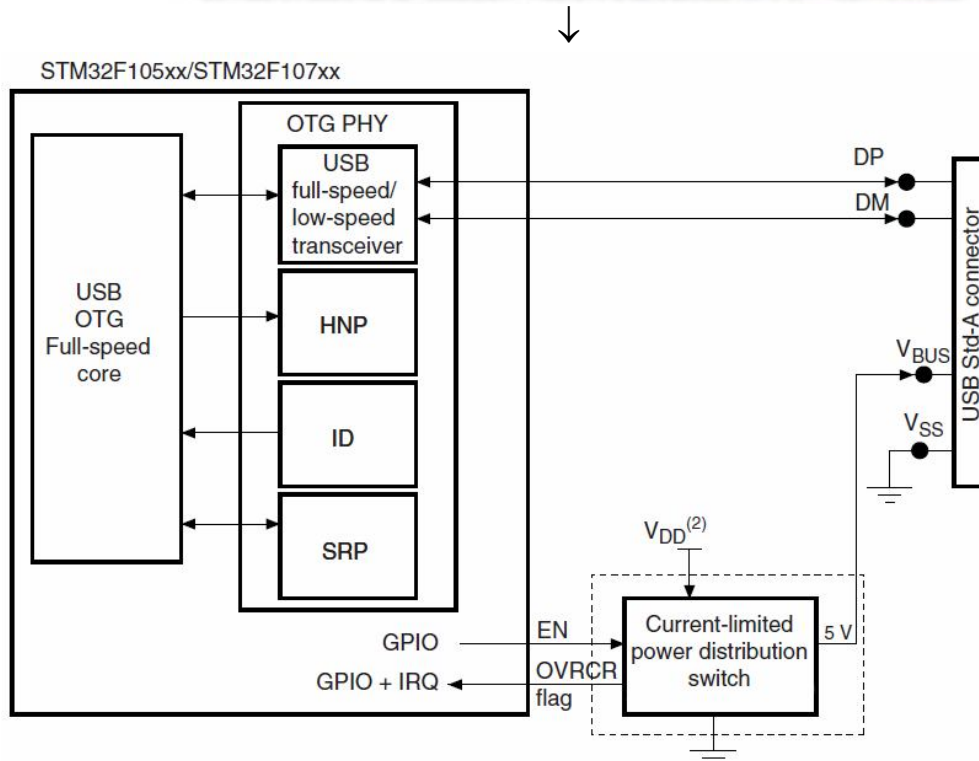 STM32F105xx/STM32F107xx
OTG PHY
USB
full-speed/
low-speed
transceiver
HNP
ID
SRP
USB
OTG
Full-speed
core
DP
DM
VBUS
VSS
USB Std-A connector
VDD(2)
GPIO
EN
GPIO + IRQ
OVRCR
flag
Current-limited
power distribution
switch
5 V